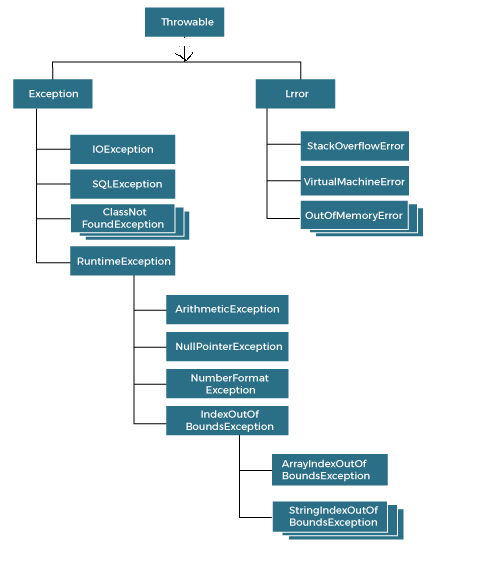 Throwable
Exception
Lrror
IOException
StackOverflowError
SQLException
VirtualMachineError
ClassNot
FoundException
OutOfMemoryError
RuntimeException
ArithmeticException
NullPointerException
NumberFormat
Exception
IndexOutOf
BoundsException
ArrayIndexOutOf
BoundsException
StringIndexOutOf
BoundsException